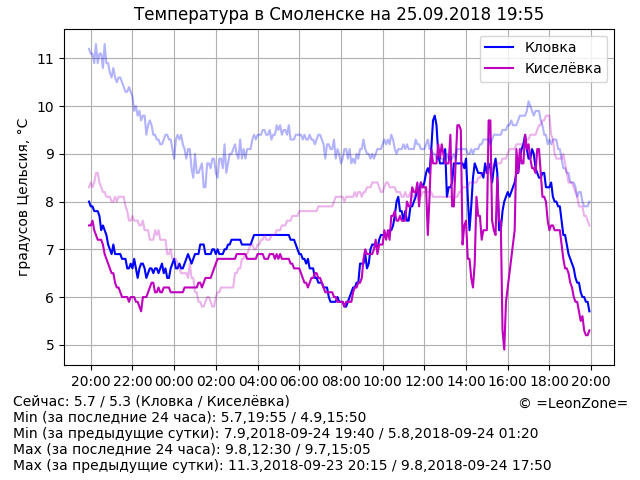 Температура в Смоленске на 25.09.2018 19:55
Кловка
Киселёвка
градусов Цельсия, °C
11
10
9
8
7
6
5
20:00 22:00 00:00 02:00 04:00 06:00 08:00 10:00 12:00 14:00 16:00 18:00 20:00
Сейчас: 5.7 / 5.3 (Кловка / Киселёвка)
© =LeonZone=
Min (за последние 24 часа): 5.7,19:55 / 4.9,15:50
Min (за предыдущие сутки): 7.9,2018-09-24 19:40 / 5.8,2018-09-24 01:20
Max (за последние 24 часа): 9.8,12:30 / 9.7,15:05
Max (за предыдущие сутки): 11.3,2018-09-23 20:15 / 9.8,2018-09-24 17:50